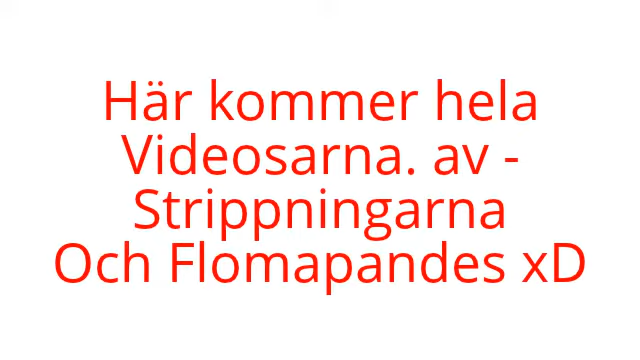 Här kommer hela
Videosarna. av -
Strippningarna
Och Flomapandes xD